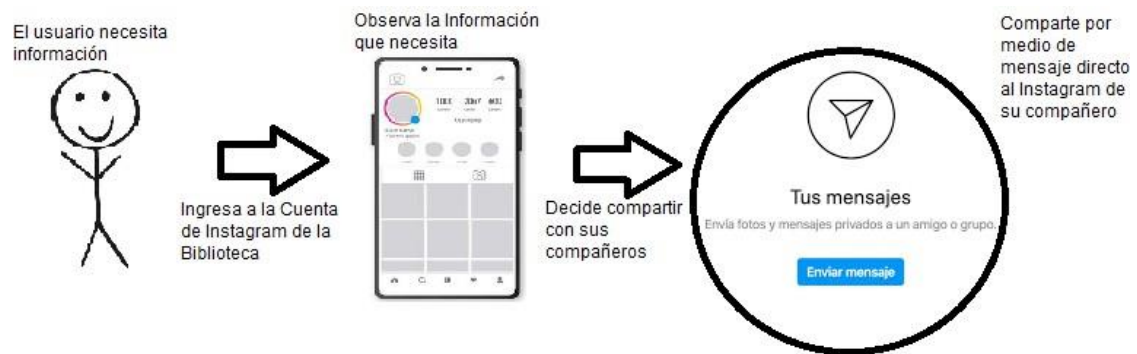 El usuario necesita
información
Ingresa a la Cuenta
de Instagram de la
Biblioteca
Observa la Información
que necesita
Decide compartir
con sus
compañeros
Tus mensajes
Envía fotos y mensajes privados a un amigo o grupo.
Enviar mensaje
Comparte por
medio de
mensaje directo
al Instagram de
su compañero